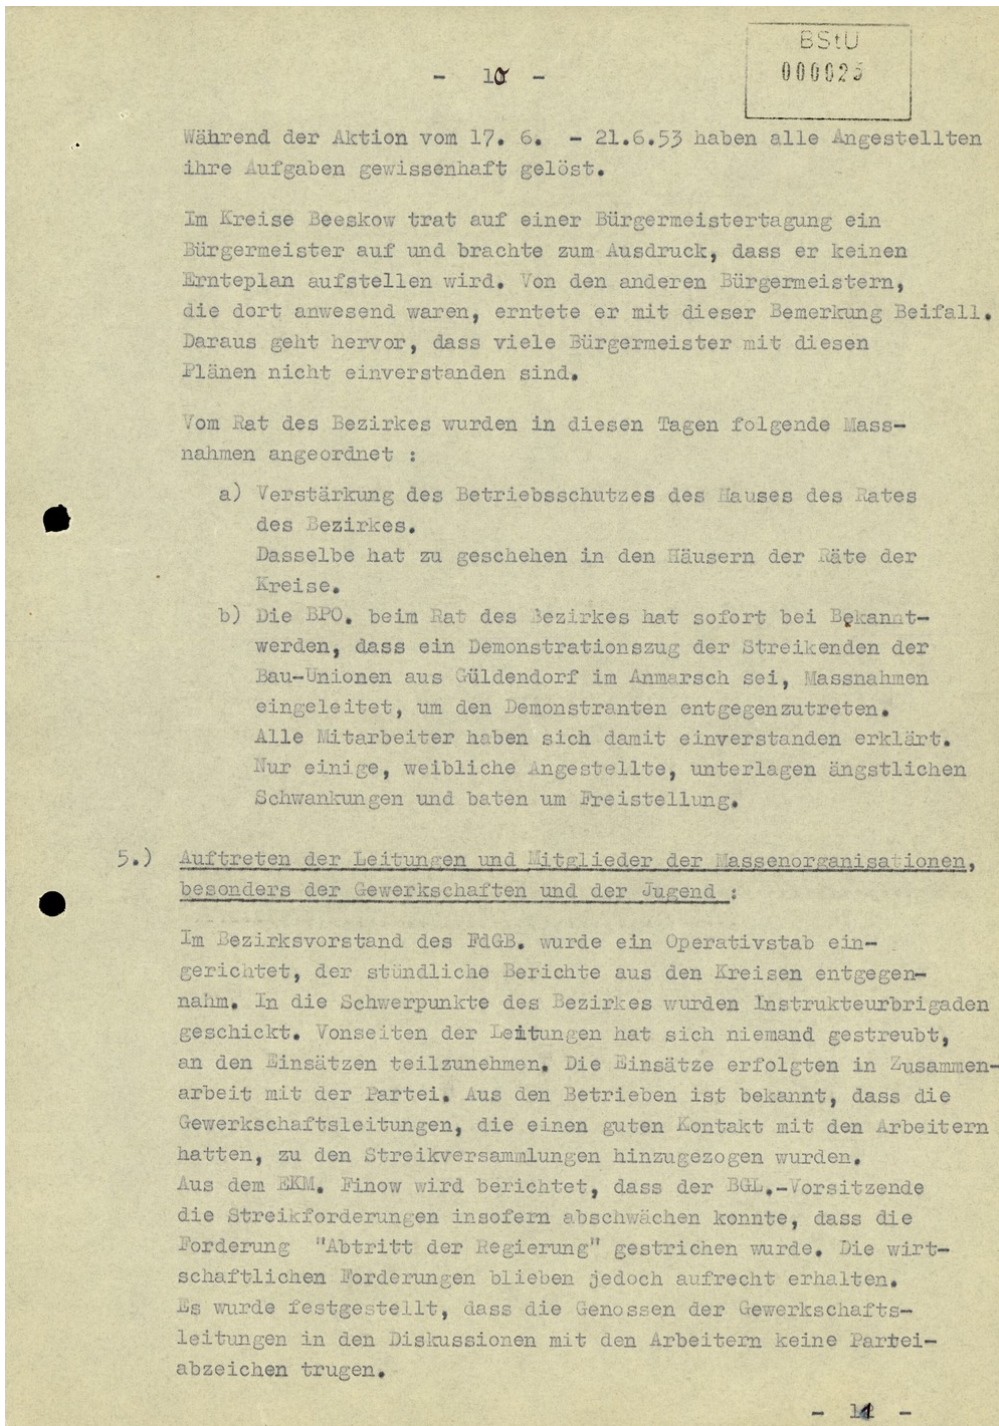 BStU
000025
- 10 -
Während der Aktion vom 17. 6. - 21.6.53 haben alle Angestellten
ihre Aufgaben gewissenhaft gelöst.
Im Kreise Beeskow trat auf einer Bürgermeistertagung ein
Bürgermeister auf und brachte zum Ausdruck, dass er keinen
Ernteplan aufstellen wird. Von den anderen Bürgermeistern,
die dort anwesend waren, erntete er mit dieser Bemerkung Beifall.
Daraus geht hervor, dass viele Bürgermeister mit diesen
Plänen nicht einverstanden sind.
Vom Rat des Bezirkes wurden in diesen Tagen folgende Mass-
nahmen angeordnet :
a) Verstärkung des Betriebsschutzes des Hauses des Rates
des Bezirkes.
Dasselbe hat zu geschehen in den Häusern der Räte der
Kreise.
b) Die BPO. beim Rat des Bezirkes hat sofort bei Bekannt-
werden, dass ein Demonstrationszug der Streikenden der
Bau-Unionen aus Güldendorf im Anmarsch sei, Massnahmen
eingeleitet, um den Demonstranten entgegenzutreten.
Alle Mitarbeiter haben sich damit einverstanden erklärt.
Nur einige, weibliche Angestellte, unterlagen ängstlichen
Schwankungen und baten um Freistellung.
5.) Auftreten der Leitungen und Mitglieder der Massenorganisationen,
besonders der Gewerkschaften und der Jugend :
Im Bezirksvorstand des FdGB. wurde ein Operativstab ein-
gerichtet, der stündliche Berichte aus den Kreisen entgegen-
nahm. In die Schwerpunkte des Bezirkes wurden Instrukteurbrigaden
geschickt. Vonseiten der Leitungen hat sich niemand gestreubt,
an den Einsätzen teilzunehmen. Die Einsätze erfolgten in Zusammen-
arbeit mit der Partei. Aus den Betrieben ist bekannt, dass die
Gewerkschaftsleitungen, die einen guten Kontakt mit den Arbeitern
hatten, zu den Streikversammlungen hinzugezogen wurden.
Aus dem EKM. Finow wird berichtet, dass der BGL.-Vorsitzende
die Streikforderungen insofern abschwächen konnte, dass die
Forderung "Abtritt der Regierung" gestrichen wurde. Die wirt-
schaftlichen Forderungen blieben jedoch aufrecht erhalten.
Es wurde festgestellt, dass die Genossen der Gewerkschafts-
leitungen in den Diskussionen mit den Arbeitern keine Partei-
abzeichen trugen.
- 11 -